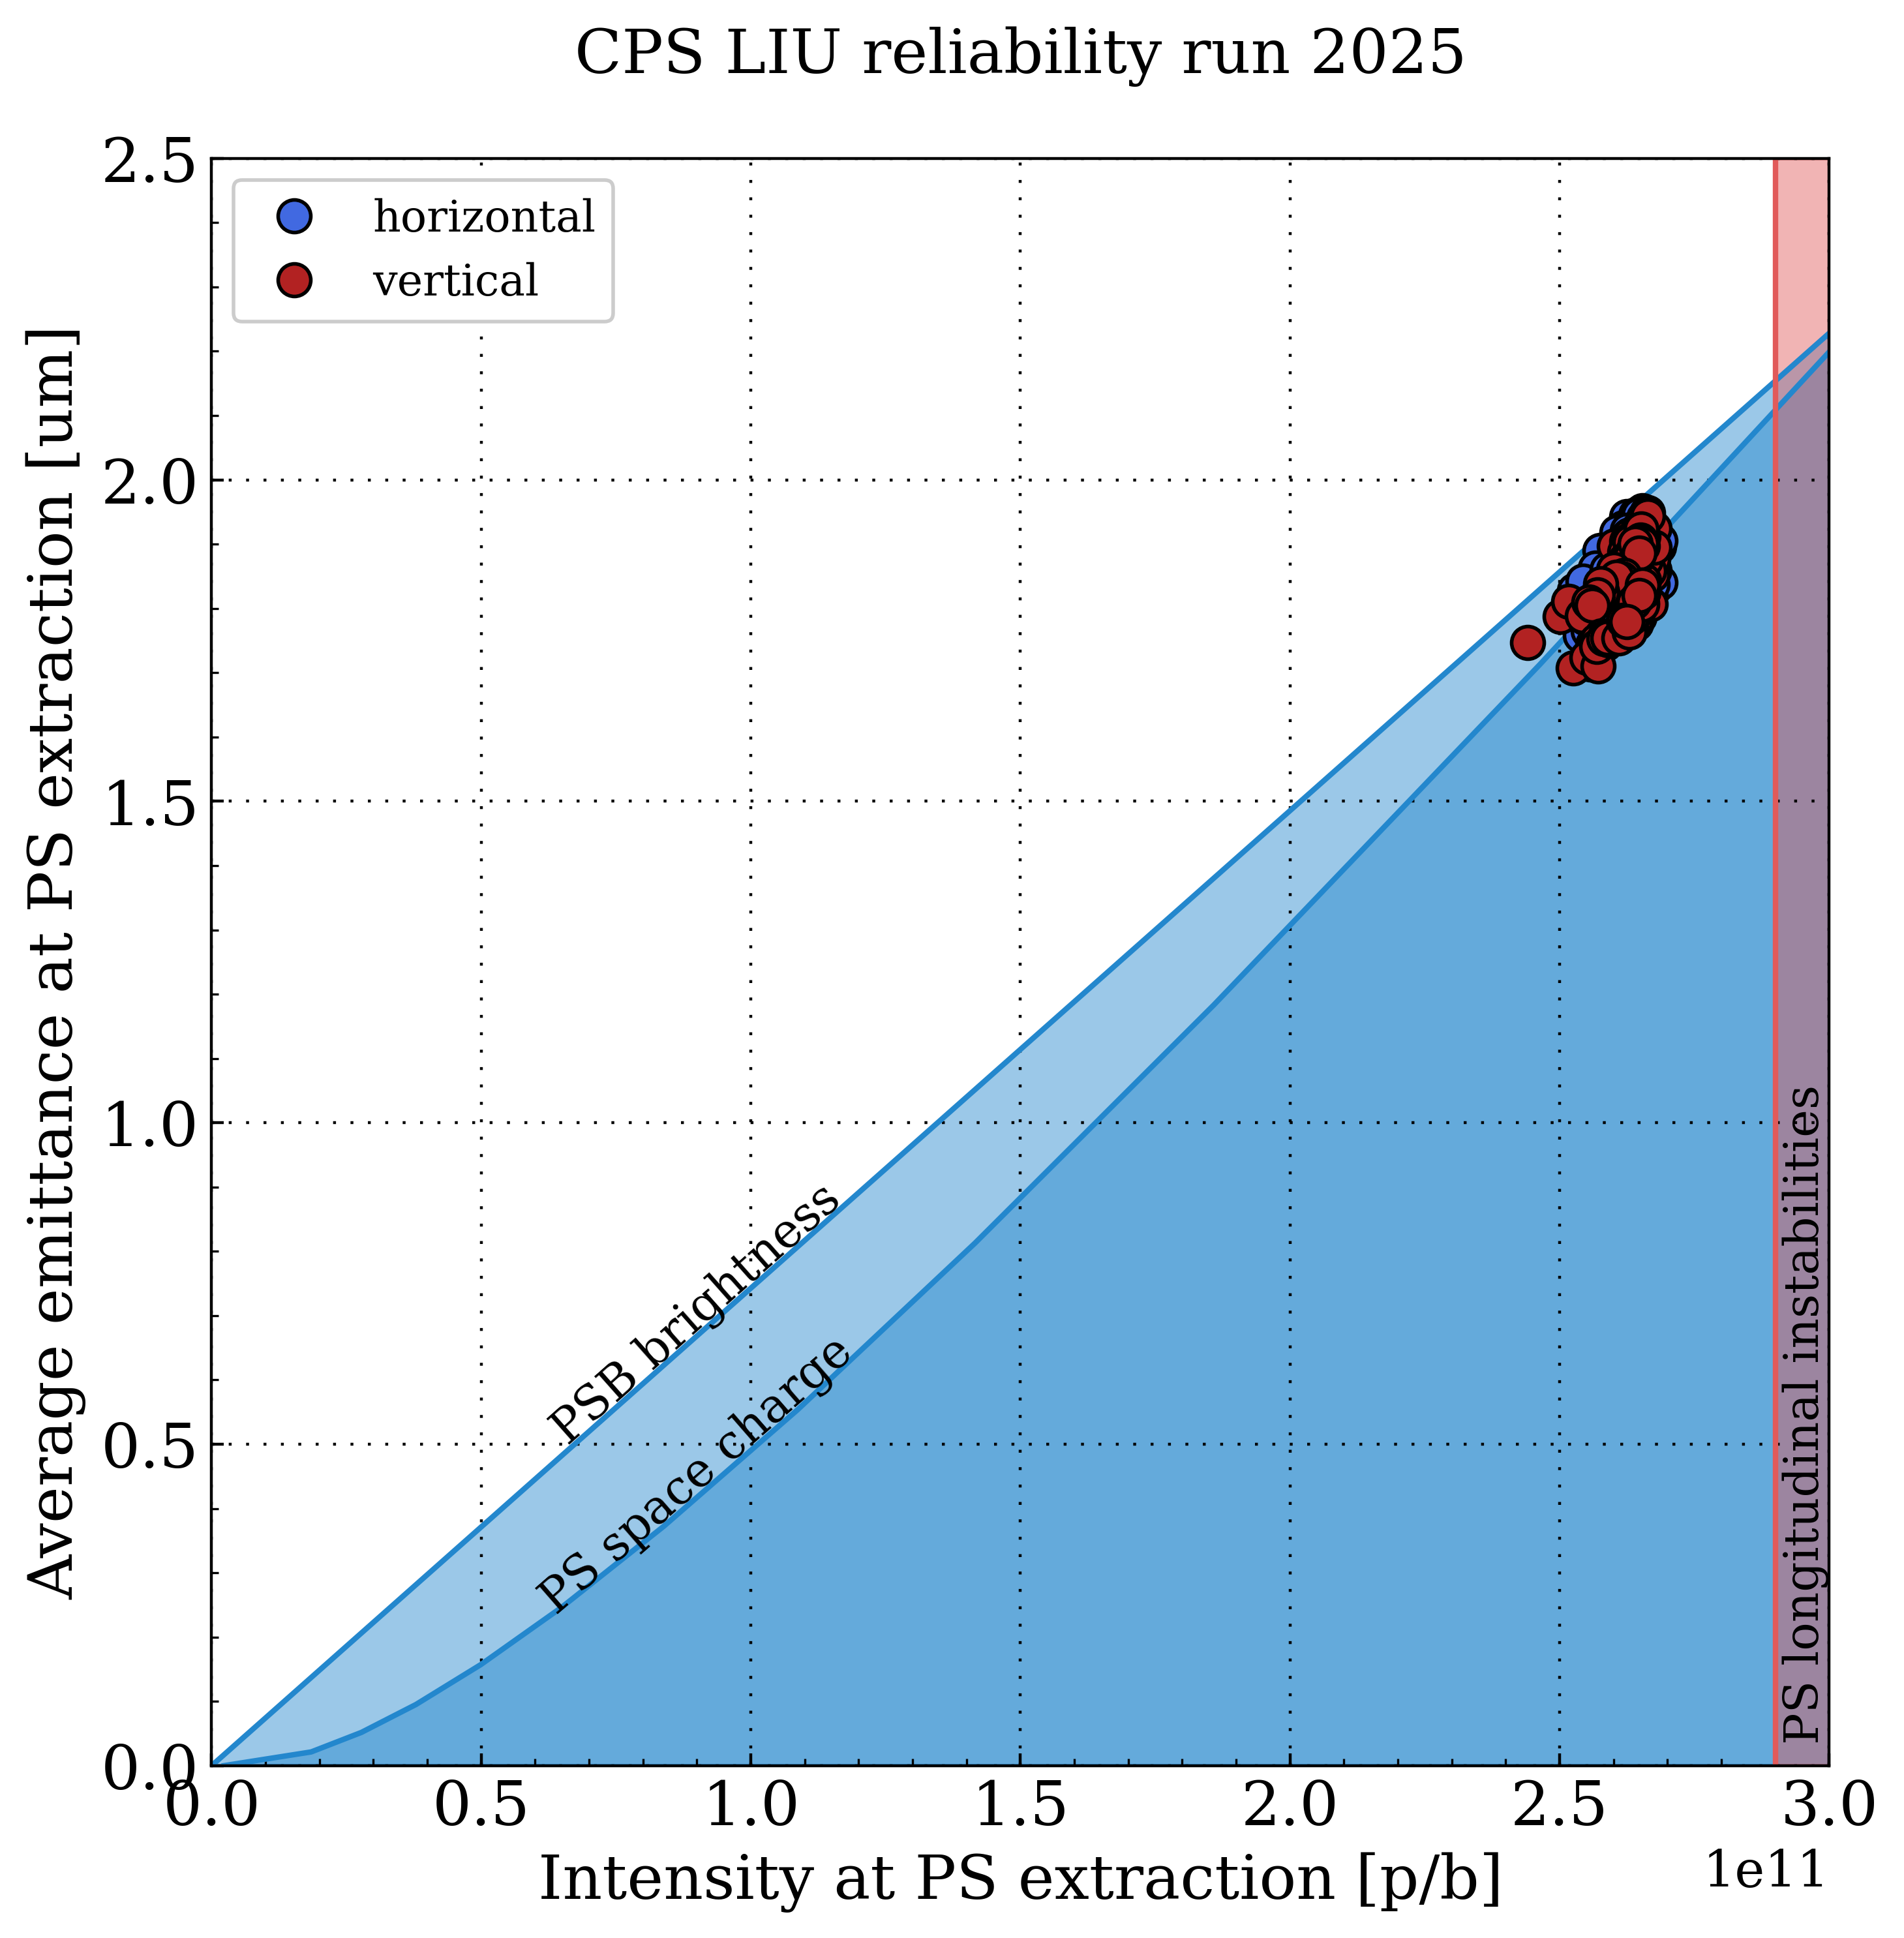 CPS LIU reliability run 2025
2.5
2.0
1.5
1.0
0.5
0.0
Average emittance at PS extraction [um]
horizontal
vertical
PSB brightness
PS space charge
PS longitudinal instabilities
0.0 0.5 1.0 1.5 2.0 2.5 3.0
1e11
Intensity at PS extraction [p/b]